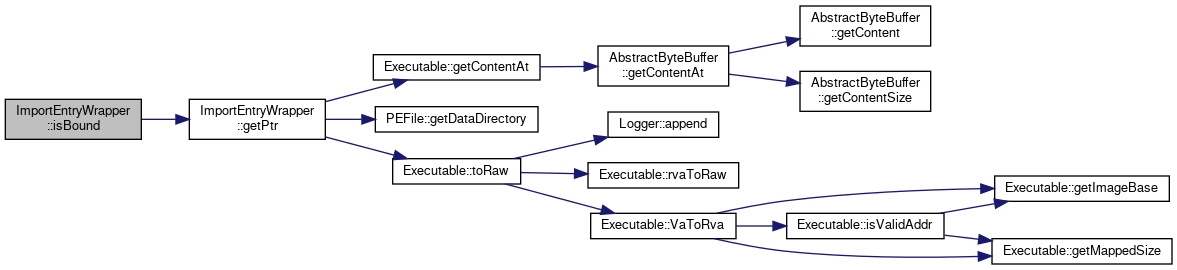 ImportEntryWrapper
::isBound
ImportEntryWrapper
::getPtr
Executable::getContentAt
AbstractByteBuffer
::getContentAt
AbstractByteBuffer
::getContent
AbstractByteBuffer
::getContentSize
PEFile::getDataDirectory
Executable::toRaw
Logger::append
Executable::rvaToRaw
Executable::VaToRva
Executable::isValidAddr
Executable::getImageBase
Executable::getMappedSize